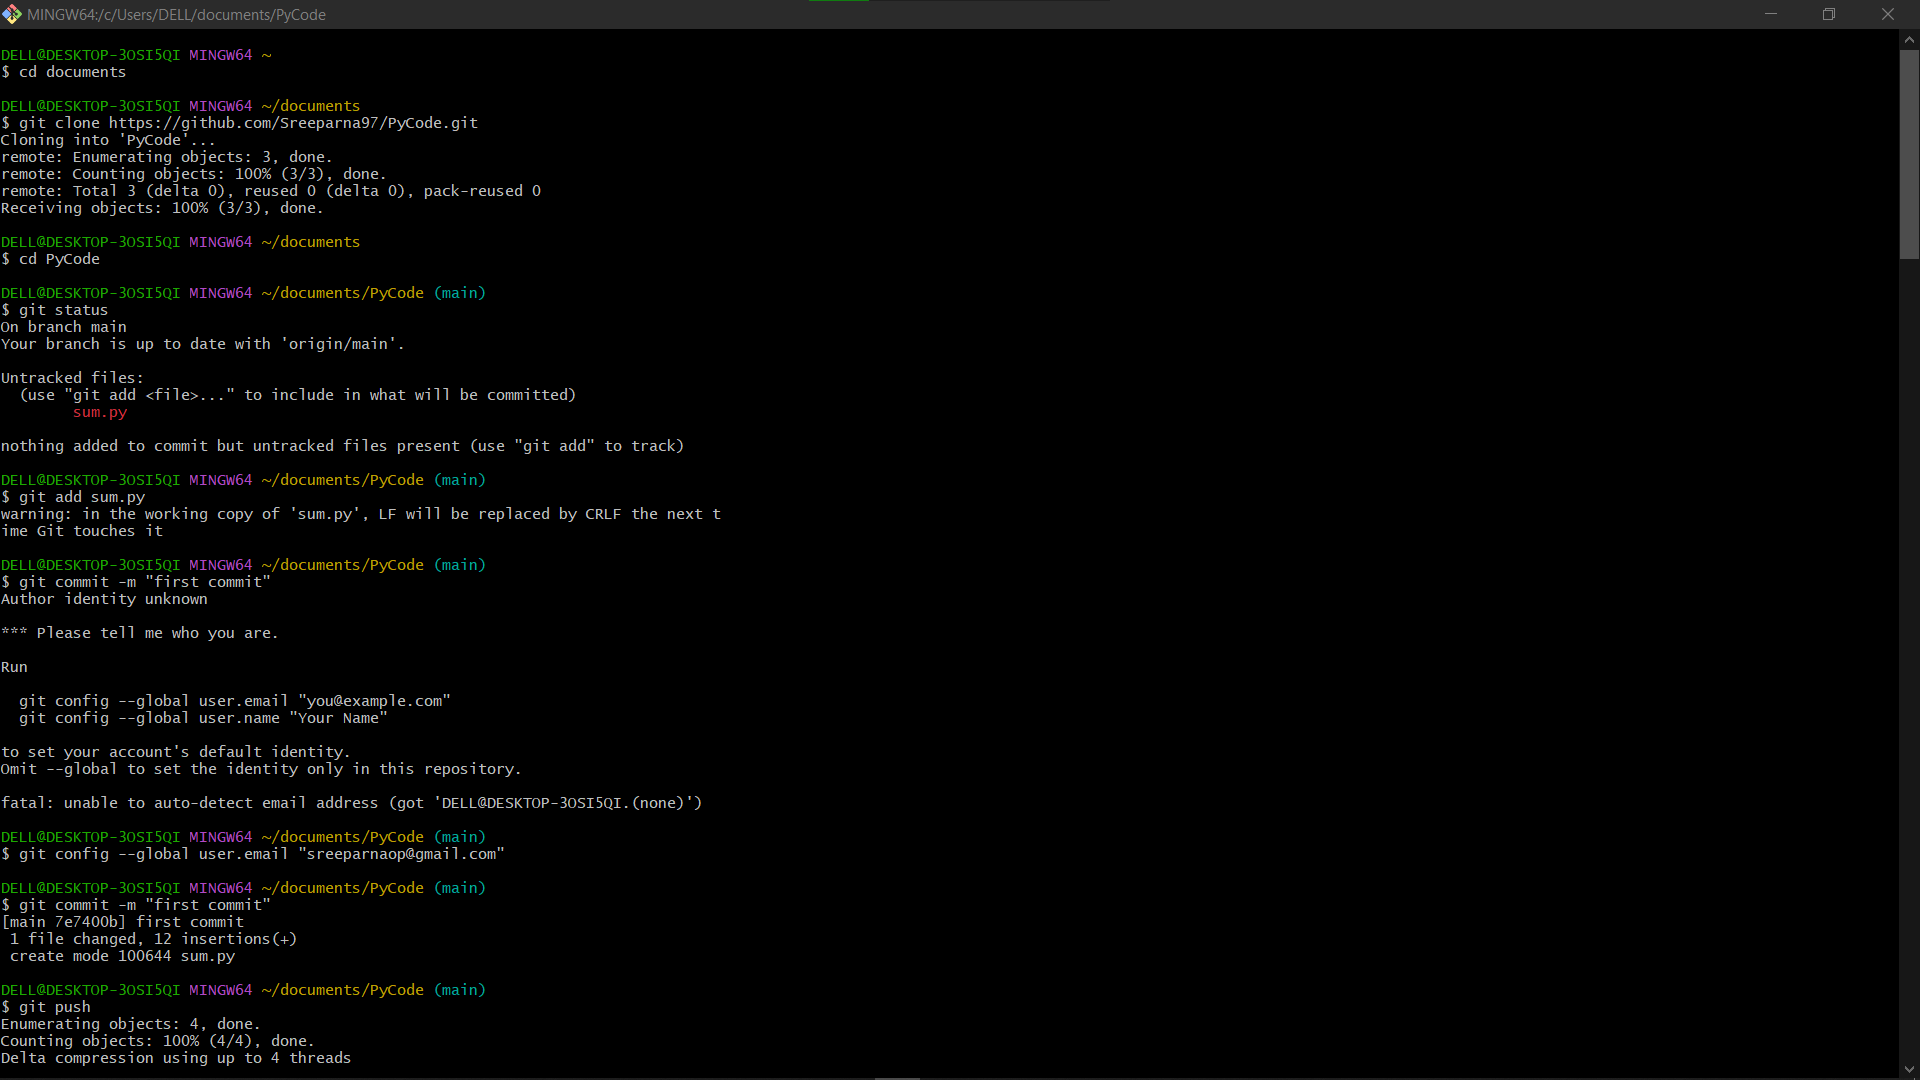 MINGW64:/c/Users/DELL/documents/PyCode
DELL@DESKTOP-3OSI5QI MINGW64 ~
$ cd documents
DELL@DESKTOP-3OSI5QI MINGW64 ~/documents
$ git clone https://github.com/Sreeparna97/PyCode.git
Cloning into 'PyCode'...
remote: Enumerating objects: 3, done.
remote: Counting objects: 100% (3/3), done.
remote: Total 3 (delta 0), reused 0 (delta 0), pack-reused 0
Receiving objects: 100% (3/3), done.
DELL@DESKTOP-3OSI5QI MINGW64 ~/documents
$ cd PyCode
DELL@DESKTOP-3OSI5QI MINGW64 ~/documents/PyCode (main)
$ git status
On branch main
Your branch is up to date with 'origin/main'.
Untracked files:
  (use "git add <file>..." to include in what will be committed)
        sum.py
nothing added to commit but untracked files present (use "git add" to track)
DELL@DESKTOP-3OSI5QI MINGW64 ~/documents/PyCode (main)
$ git add sum.py
warning: in the working copy of 'sum.py', LF will be replaced by CRLF the next t
ime Git touches it
DELL@DESKTOP-3OSI5QI MINGW64 ~/documents/PyCode (main)
$ git commit -m "first commit"
Author identity unknown
*** Please tell me who you are.
Run
  git config --global user.email "you@example.com"
  git config --global user.name "Your Name"
to set your account's default identity.
Omit --global to set the identity only in this repository.
fatal: unable to auto-detect email address (got 'DELL@DESKTOP-3OSI5QI.(none)')
DELL@DESKTOP-3OSI5QI MINGW64 ~/documents/PyCode (main)
$ git config --global user.email "sreeparnaop@gmail.com"
DELL@DESKTOP-3OSI5QI MINGW64 ~/documents/PyCode (main)
$ git commit -m "first commit"
[main 7e7400b] first commit
 1 file changed, 12 insertions(+)
 create mode 100644 sum.py
DELL@DESKTOP-3OSI5QI MINGW64 ~/documents/PyCode (main)
$ git push
Enumerating objects: 4, done.
Counting objects: 100% (4/4), done.
Delta compression using up to 4 threads